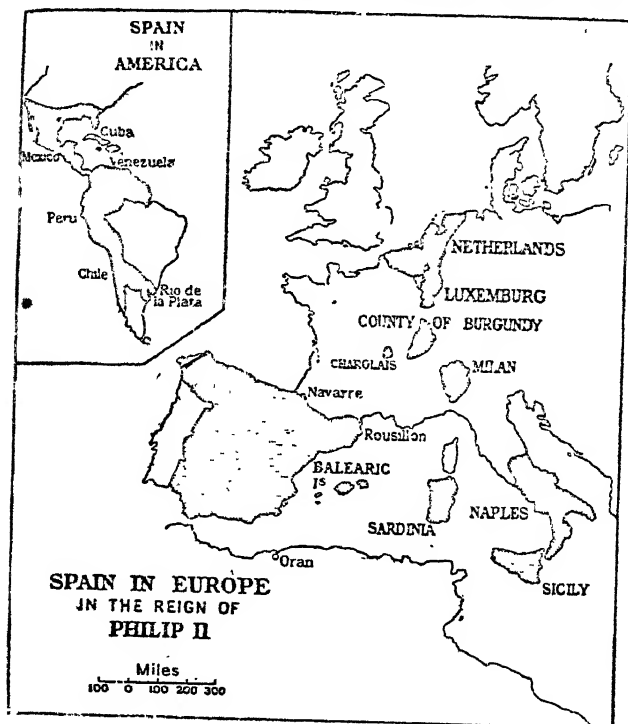 SPAIN
IN
AMERICA
Cuba
Mexico
Venezuela
Peru
Chile
Rio de
la Plata
NETHERLANDS
LUXEMBURG
COUNTY OF BURGUNDY
CHAROLAIS
MILAN
Navarre
Rousillon
BALEARIC
Is
SARDINIA
NAPLES
SICILY
Oran
SPAIN IN EUROPE
IN THE REIGN OF
PHILIP II
Miles
100 0 100 200 300